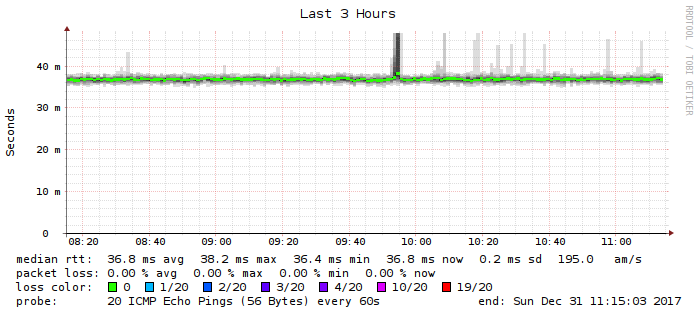 Last 3 Hours
RRDTOOL / TOBI OETIKER
Seconds
40 m
30 m
20 m
10 m
0
08:20 08:40 09:00 09:20 09:40 10:00 10:20 10:40 11:00
median rtt: 36.8 ms avg 38.2 ms max 36.4 ms min 36.8 ms now 0.2 ms sd 195.0 am/s
packet loss: 0.00 % avg 0.00 % max 0.00 % min 0.00 % now
loss color: 0 1/20 2/20 3/20 4/20 10/20 19/20
probe: 20 ICMP Echo Pings (56 Bytes) every 60s end: Sun Dec 31 11:15:03 2017